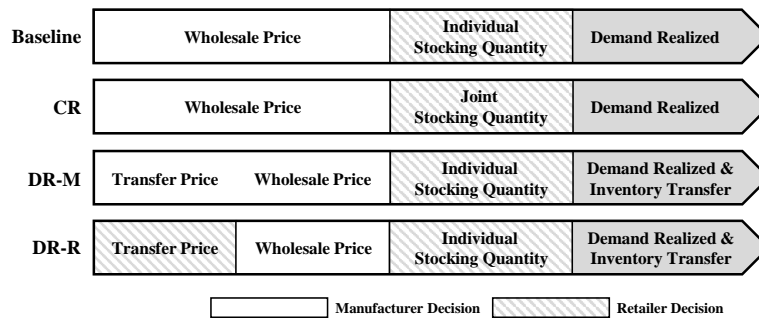 Baseline
Wholesale Price
Individual
Stocking Quantity
Demand Realized
CR
Wholesale Price
Joint
Stocking Quantity
Demand Realized
DR-M
Transfer Price
Wholesale Price
Individual
Stocking Quantity
Demand Realized &
Inventory Transfer
DR-R
Transfer Price
Wholesale Price
Individual
Stocking Quantity
Demand Realized &
Inventory Transfer
Manufacturer Decision
Retailer Decision